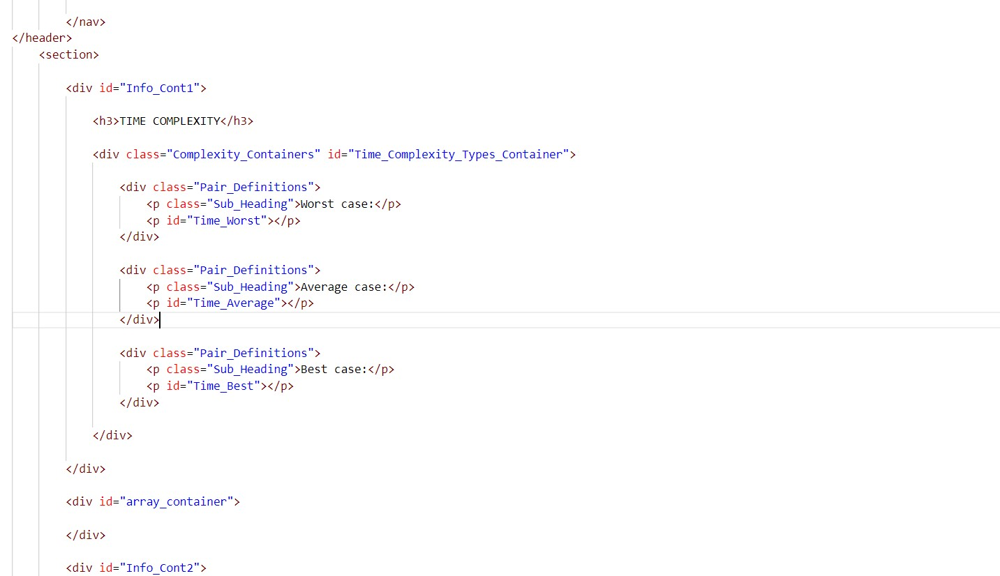 </nav>
</header>
<section>
<div id="Info_Cont1">
<h3>TIME COMPLEXITY</h3>
<div class="Complexity_Containers" id="Time_Complexity_Types_Container">
<div class="Pair_Definitions">
<p class="Sub_Heading">Worst case:</p>
<p id="Time_Worst"></p>
</div>
<div class="Pair_Definitions">
<p class="Sub_Heading">Average case:</p>
<p id="Time_Average"></p>
</div>
<div class="Pair_Definitions">
<p class="Sub_Heading">Best case:</p>
<p id="Time_Best"></p>
</div>
</div>
</div>
<div id="array_container">
</div>
<div id="Info_Cont2">